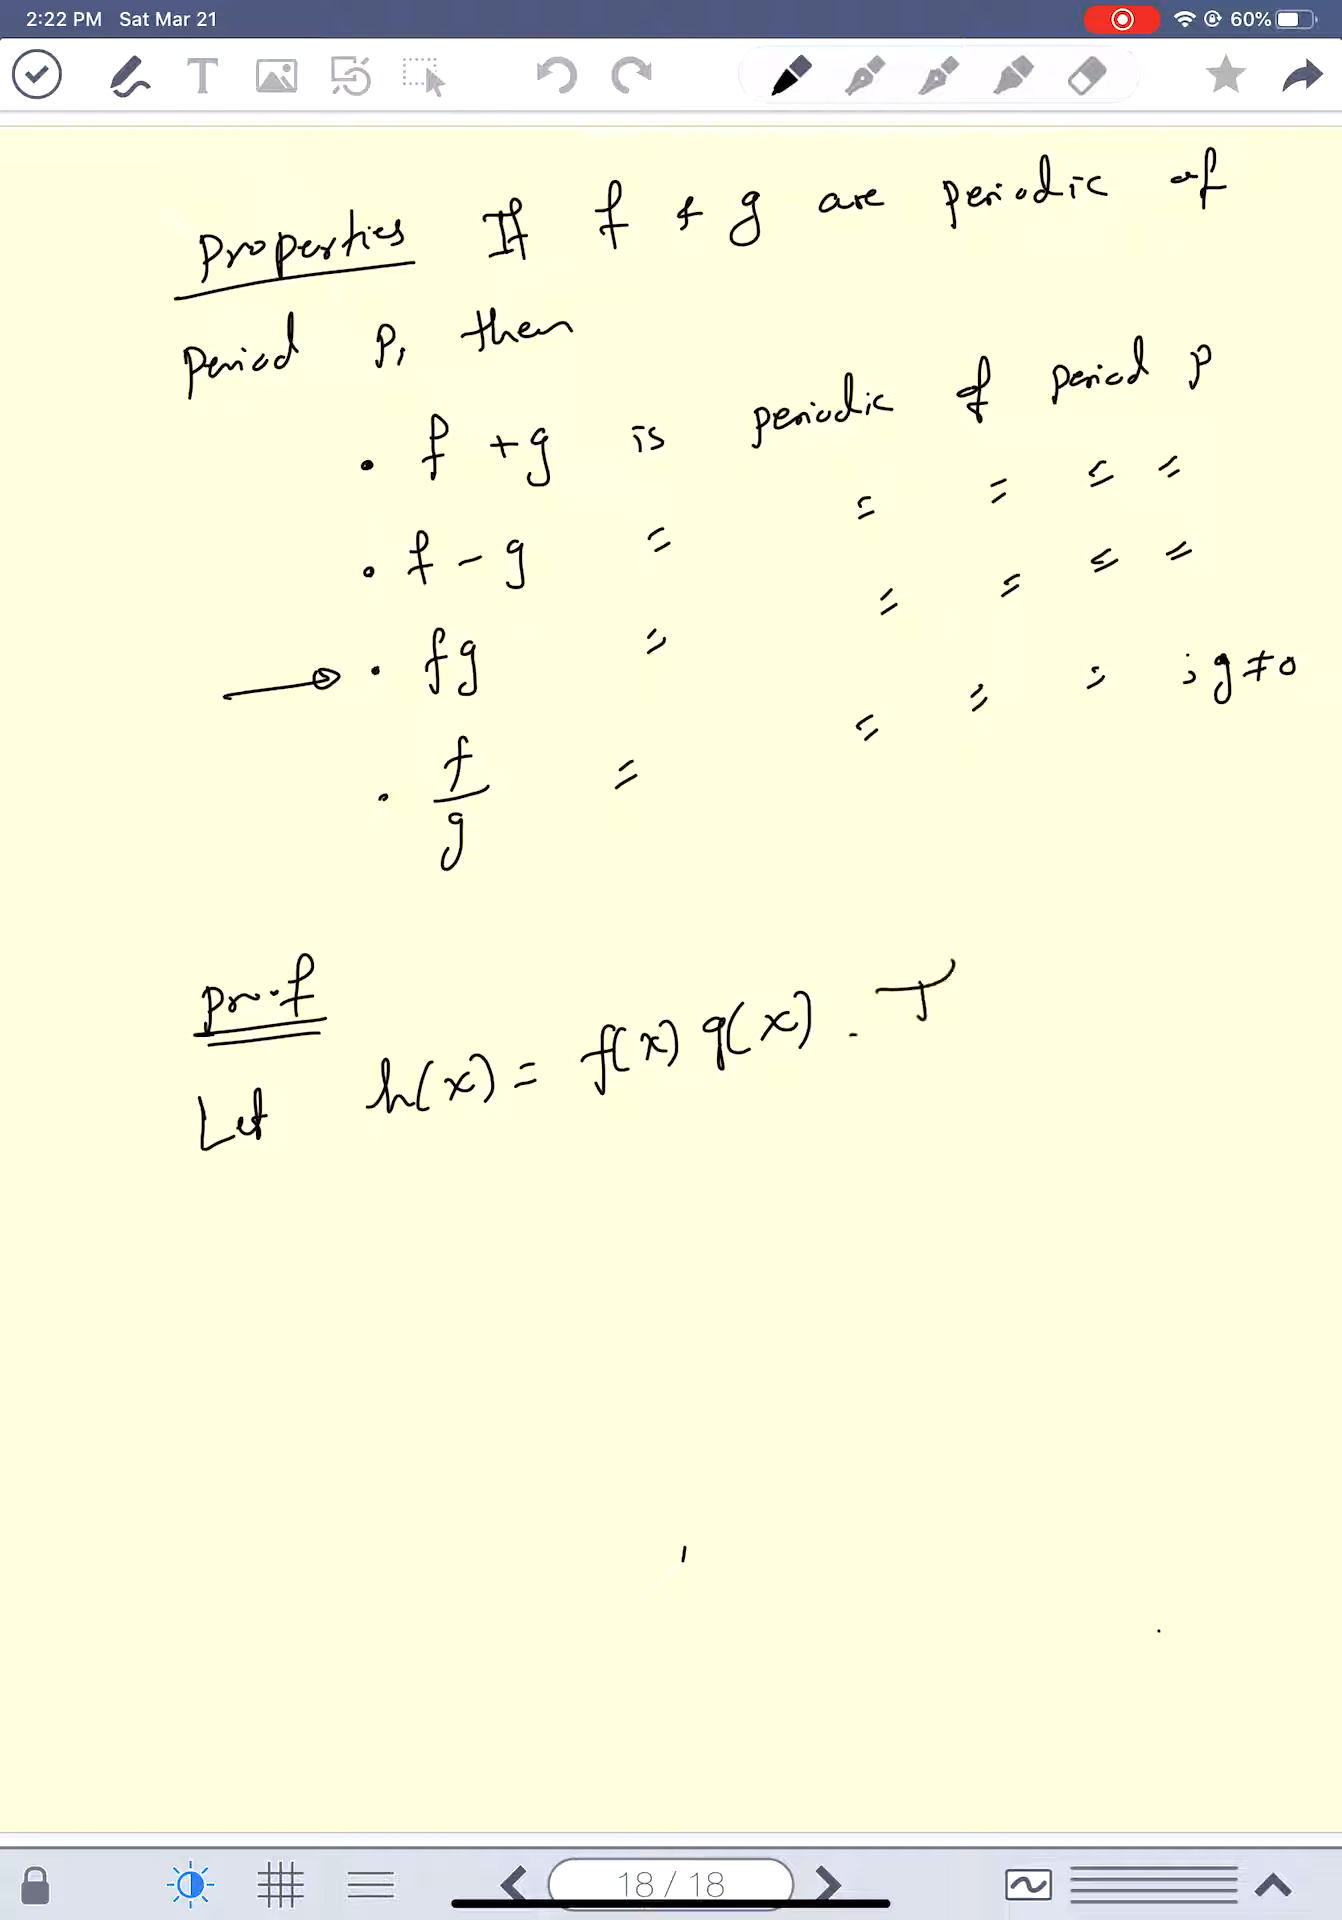 2:22 PM Sat Mar 21 60%
T
Properties If f & g are periodic of
period P, then
• f + g is periodic of period P
• f - g = = = = =
• fg = = = = =
• f/g = = = = ; g ≠ 0
Proof
Let h(x) = f(x) g(x). T
18 / 18